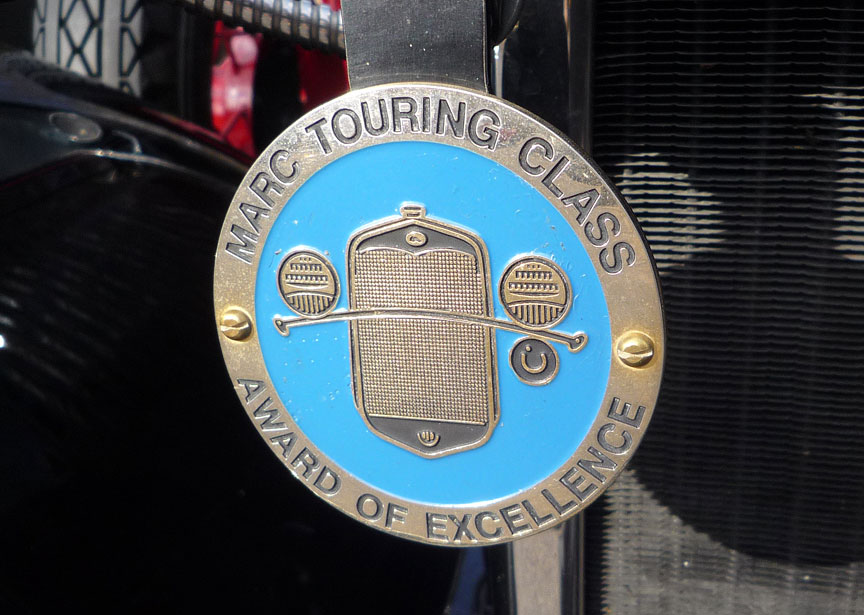 MARC TOURING CLASS
AWARD OF EXCELLENCE